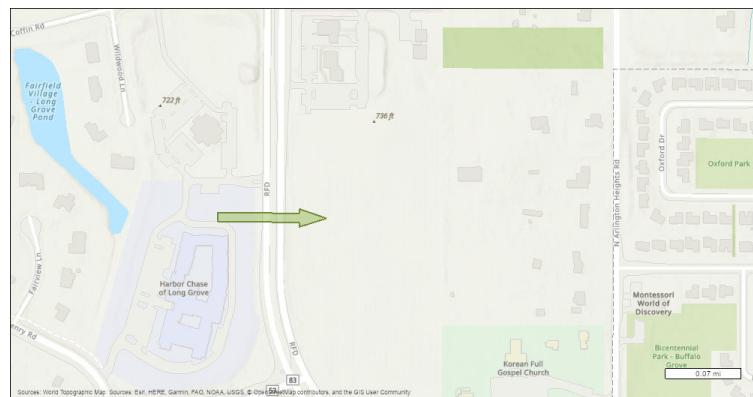 Coffin Rd
Wildwood Ln
Fairfield
Village
- Long
Grove
Pond
722 ft
736 ft
RFD
N Arlington Heights Rd
Oxford Dr
Oxford Park
Fairview Ln
Harbor Chase
of Long Grove
enry Rd
RFD
83
53
Korean Full
Gospel Church
Montessori
World of
Discovery
Bicentennial
Park - Buffalo
Grove
0.07 mi
Sources: World Topographic Map. Sources: Esri, HERE, Garmin, FAO, NOAA, USGS, © OpenStreetMap contributors, and the GIS User Community